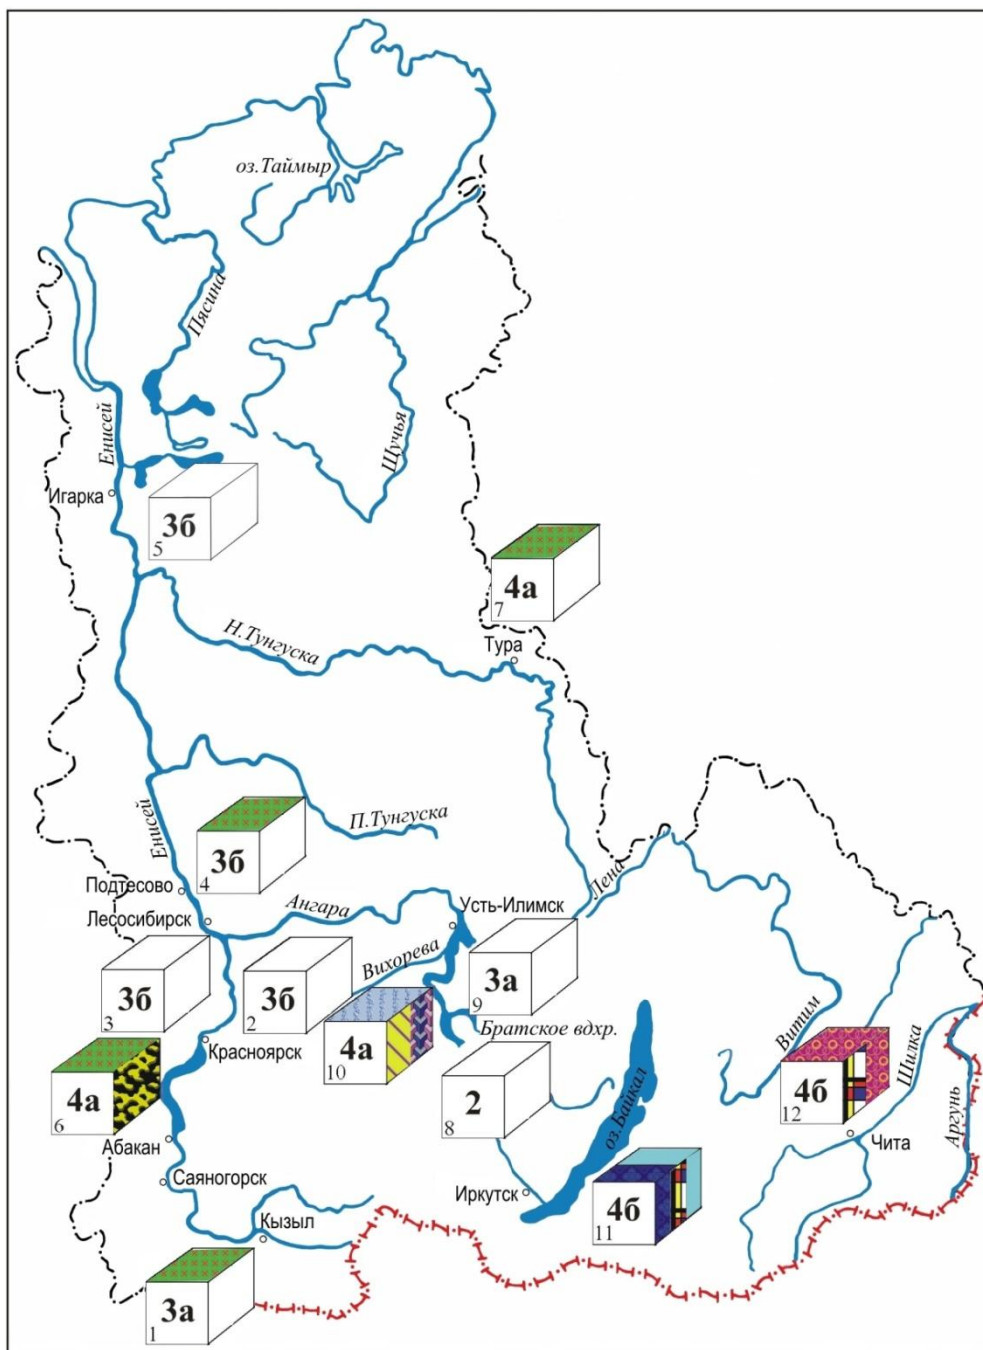 оз.Таймыр
Пясина
Енисей
Щучья
Игарка
3б
5
4а
7
Н.Тунгуска
Тура
Енисей
3б
4
П.Тунгуска
Лена
Подтесово
Лесосибирск
Ангара
Усть-Илимск
Вихорева
3б
3
3б
2
3а
9
Красноярск
4а
10
Братское вдхр.
Витим
Шилка
4а
6
2
8
оз.Байкал
4б
12
Аргунь
Абакан
Чита
Саяногорск
Иркутск
4б
11
Кызыл
3а
1